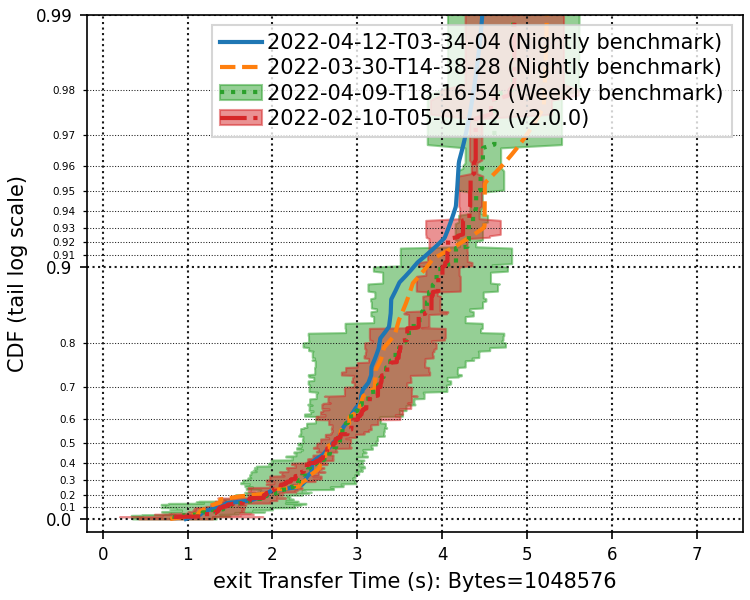 0.99
2022-04-12-T03-34-04 (Nightly benchmark)
2022-03-30-T14-38-28 (Nightly benchmark)
2022-04-09-T18-16-54 (Weekly benchmark)
2022-02-10-T05-01-12 (v2.0.0)
0.98
0.97
0.96
0.95
0.94
0.93
0.92
0.91
0.9
0.8
0.7
0.6
0.5
0.4
0.3
0.2
0.1
0.0
CDF (tail log scale)
0 1 2 3 4 5 6 7
exit Transfer Time (s): Bytes=1048576